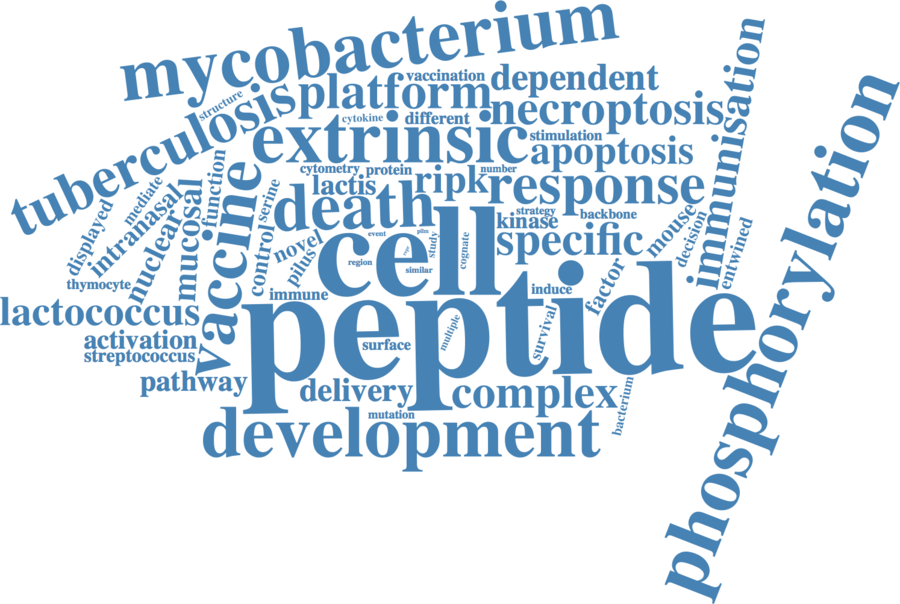 mycobacterium
vaccination
dependent
structure
platform
tuberculosis
cytokine
different
necroptosis
extrinsic
stimulation
apoptosis
immunisation
phosphorylation
cytometry
protein
number
lactis
ripk
response
mediate
displayed
intranasal
nuclear
mucosal
function
vaccine
control
serine
death
strategy
kinase
backbone
mouse
decision
entwined
novel
pilus
cell
event
pilin
study
cognate
region
similar
specific
thymocyte
immune
induce
factor
lactococcus
peptide
activation
streptococcus
surface
multiple
survival
pathway
delivery
complex
bacterium
mutation
development